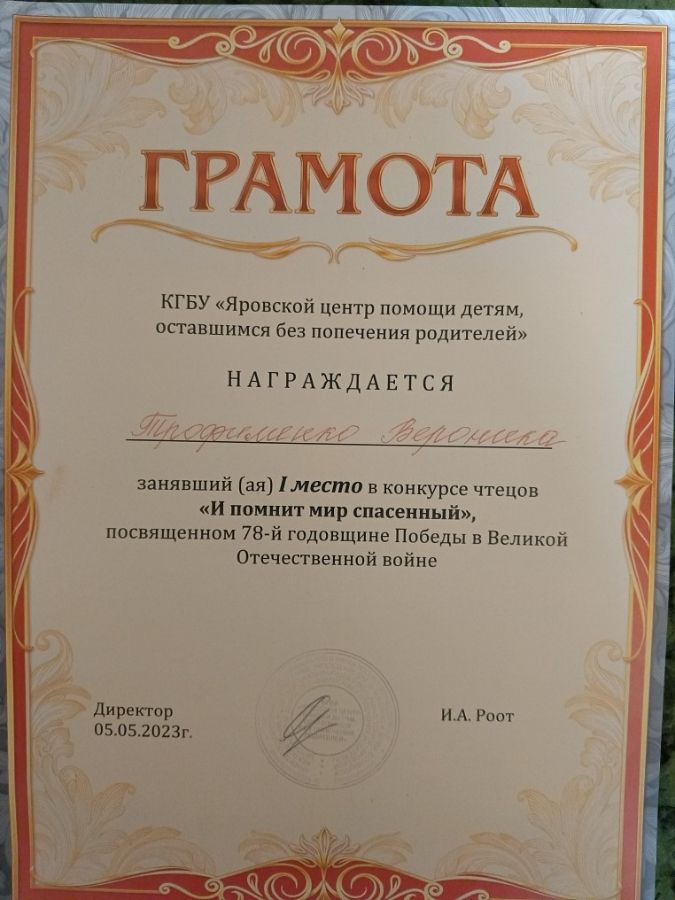 ГРАМОТА
КГБУ «Яровской центр помощи детям,
оставшимся без попечения родителей»
НАГРАЖДАЕТСЯ
Трофименко Вероника
занявший (ая) I место в конкурсе чтецов
«И помнит мир спасенный»,
посвященном 78-й годовщине Победы в Великой
Отечественной войне
Директор
05.05.2023г.
И.А. Роот